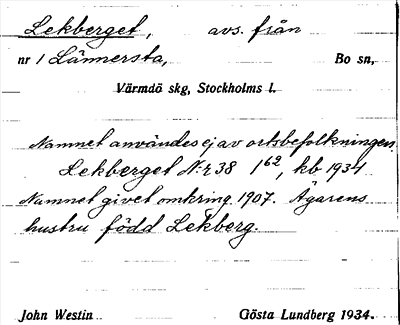 Lekberget, avs. från
nr 1 Lännersta, Bo sn,
Värmdö skg, Stockholms l.
Namnet användes ej av ortsbefolkningen.
Lekberget N:r 38 1⁶², kb 1934
Namnet givet omkring 1907. Ägarens
hustru född Lekberg.
John Westin Gösta Lundberg 1934.